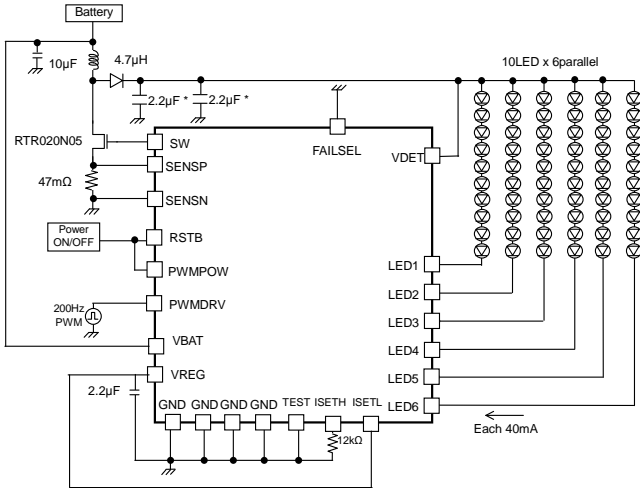 Battery
10µF
4.7µH
2.2µF *
2.2µF *
10LED x 6parallel
RTR020N05
47mΩ
Power
ON/OFF
200Hz
PWM
2.2µF
SW
SENSP
SENSN
RSTB
PWMPOW
PWMDRV
VBAT
VREG
FAILSEL
VDET
LED1
LED2
LED3
LED4
LED5
LED6
GND
GND
GND
GND
TEST
ISETH
ISETL
12kΩ
Each 40mA